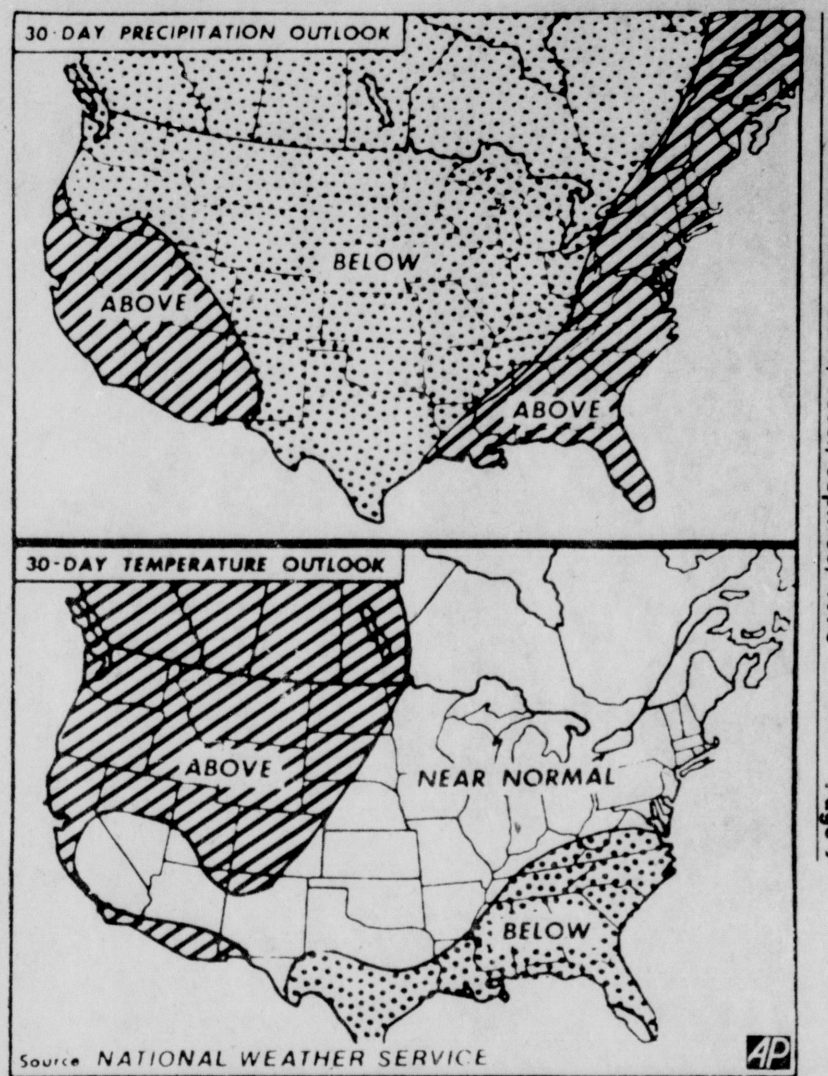 30-DAY PRECIPITATION OUTLOOK
BELOW
ABOVE
ABOVE
30-DAY TEMPERATURE OUTLOOK
ABOVE
NEAR NORMAL
BELOW
Source NATIONAL WEATHER SERVICE
AP